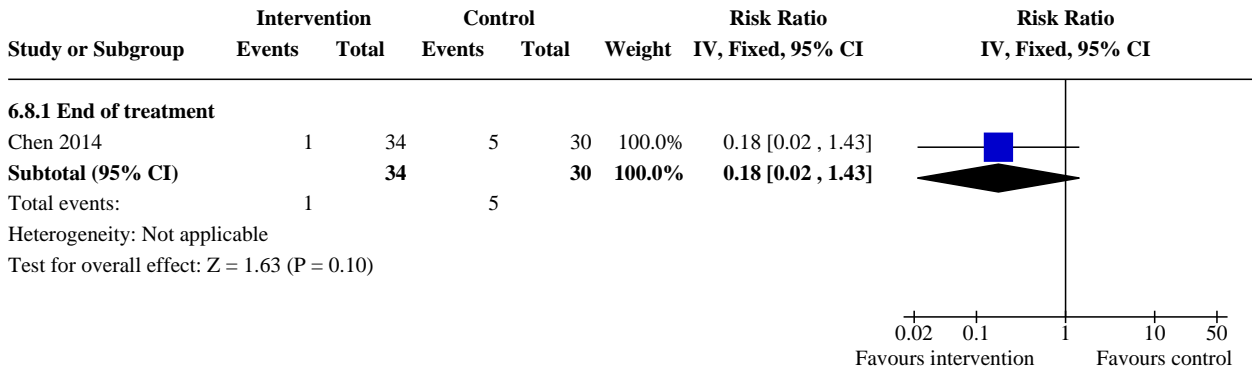 Intervention Control Risk Ratio Risk Ratio
Study or Subgroup Events Total Events Total Weight IV, Fixed, 95% CI IV, Fixed, 95% CI
6.8.1 End of treatment
Chen 2014 1 34 5 30 100.0% 0.18 [0.02 , 1.43]
Subtotal (95% CI) 34 30 100.0% 0.18 [0.02 , 1.43]
Total events: 1 5
Heterogeneity: Not applicable
Test for overall effect: Z = 1.63 (P = 0.10)
0.02 0.1 1 10 50
Favours intervention Favours control